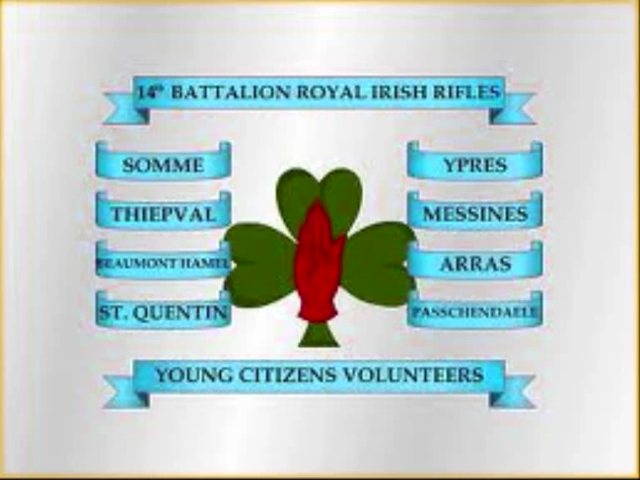 14th BATTALION ROYAL IRISH RIFLES
SOMME
YPRES
THIEPVAL
MESSINES
BEAUMONT HAMEL
ARRAS
ST. QUENTIN
PASSCHENDAELE
YOUNG CITIZENS VOLUNTEERS